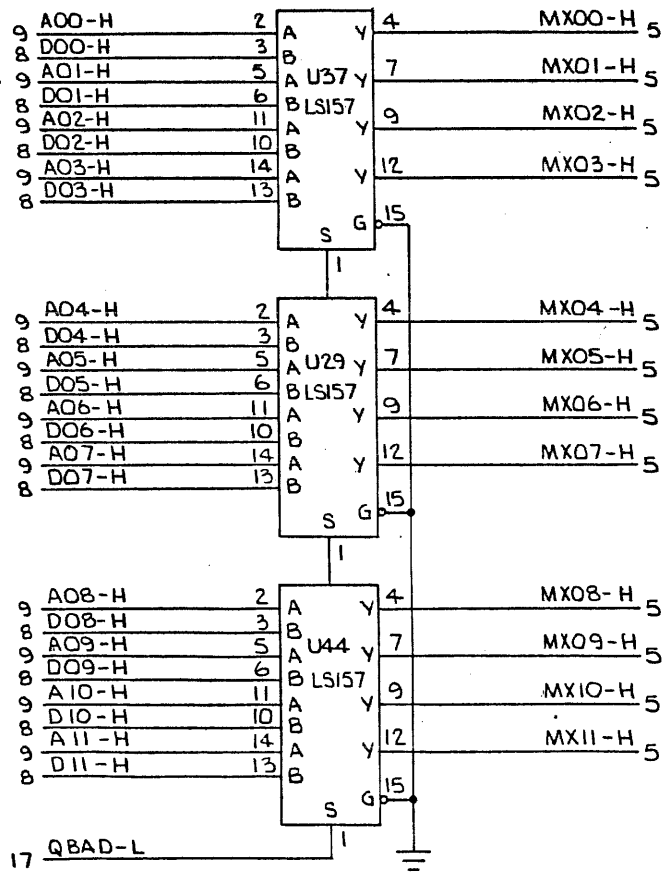 9 A00-H 2 A Y 4 MX00-H 5
8 D00-H 3 B
9 A01-H 5 A U37 Y 7 MX01-H 5
8 D01-H 6 B LS157
9 A02-H 11 A Y 9 MX02-H 5
8 D02-H 10 B
9 A03-H 14 A Y 12 MX03-H 5
8 D03-H 13 B
G 15
S
1
9 A04-H 2 A Y 4 MX04-H 5
8 D04-H 3 B
9 A05-H 5 A U29 Y 7 MX05-H 5
8 D05-H 6 B LS157
9 A06-H 11 A Y 9 MX06-H 5
8 D06-H 10 B
9 A07-H 14 A Y 12 MX07-H 5
8 D07-H 13 B
G 15
S
1
9 A08-H 2 A Y 4 MX08-H 5
8 D08-H 3 B
9 A09-H 5 A U44 Y 7 MX09-H 5
8 D09-H 6 B LS157
9 A10-H 11 A Y 9 MX10-H 5
8 D10-H 10 B
9 A11-H 14 A Y 12 MX11-H 5
8 D11-H 13 B
G 15
S
1
17 QBAD-L